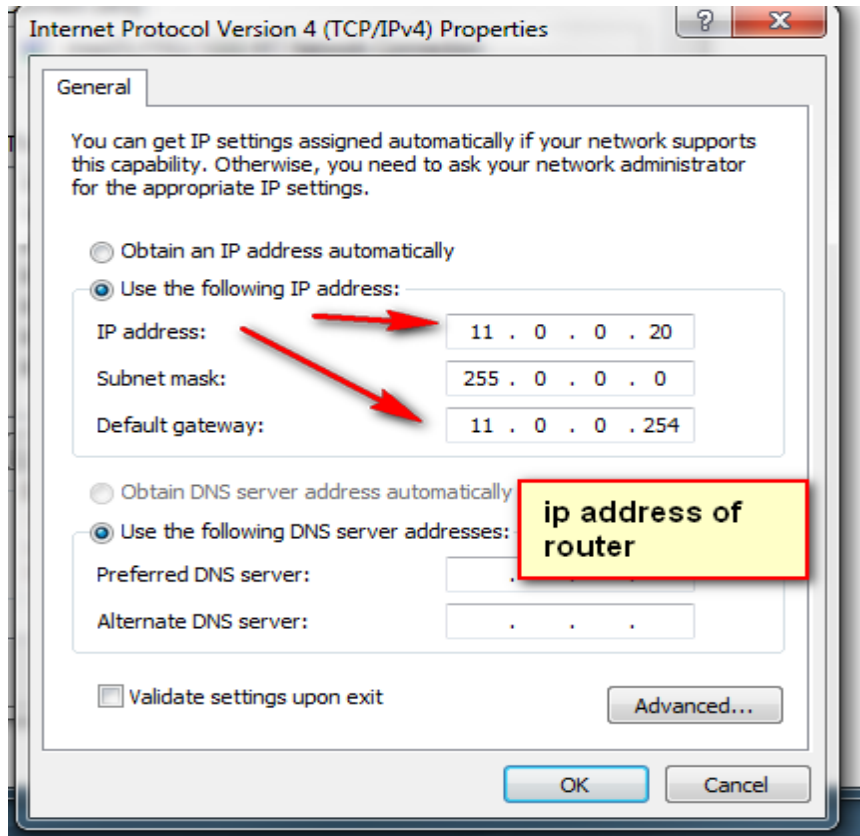 Internet Protocol Version 4 (TCP/IPv4) Properties
General
You can get IP settings assigned automatically if your network supports
this capability. Otherwise, you need to ask your network administrator
for the appropriate IP settings.
Obtain an IP address automatically
Use the following IP address:
IP address: 11 . 0 . 0 . 20
Subnet mask: 255 . 0 . 0 . 0
Default gateway: 11 . 0 . 0 . 254
Obtain DNS server address automatically
Use the following DNS server addresses:
ip address of
router
Preferred DNS server: . . .
Alternate DNS server: . . .
Validate settings upon exit
Advanced...
OK
Cancel